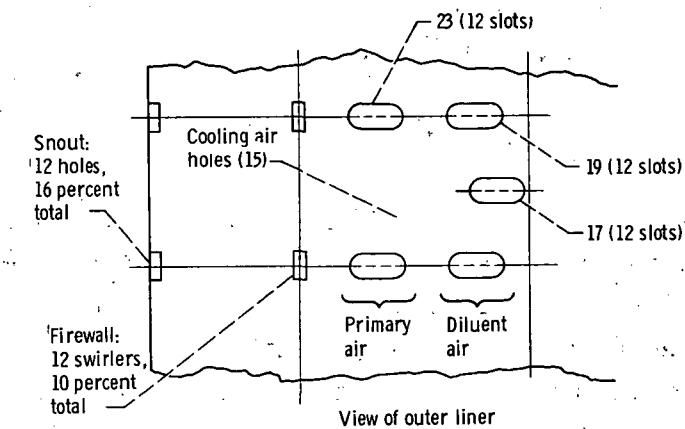 23 (12 slots)
Snout:
12 holes,
16 percent
total
Cooling air
holes (15)
19 (12 slots)
17 (12 slots)
Firewall:
12 swirlers,
10 percent
total
Primary
air
Diluent
air
View of outer liner